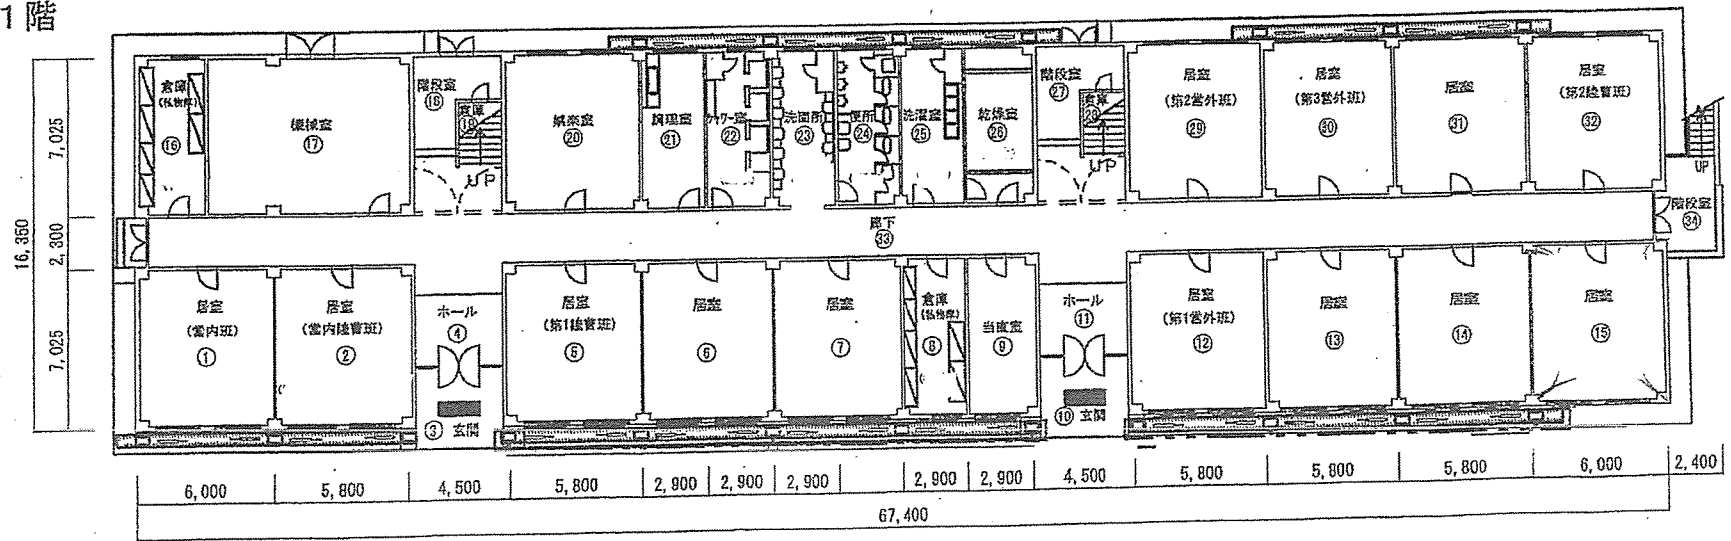 1階
倉庫
(私物庫)
⑯
機械室
⑰
階段室
⑱
倉庫
⑲
UP
娯楽室
⑳
調理室
㉑
シャワー室
㉒
洗面所
㉓
便所
㉔
洗濯室
㉕
乾燥室
㉖
階段室
㉗
倉庫
㉘
UP
居室
(第2営外班)
㉙
居室
(第3営外班)
㉚
居室
㉛
居室
(第2陸曹班)
㉜
UP
階段室
㉞
廊下
㉝
居室
(営内班)
①
居室
(営内陸曹班)
②
ホール
④
③ 玄関
居室
(第1陸曹班)
⑤
居室
⑥
居室
⑦
倉庫
(私物庫)
⑧
当直室
⑨
ホール
⑪
⑩ 玄関
居室
(第1営外班)
⑫
居室
⑬
居室
⑭
居室
⑮
7,025
2,300
7,025
16,350
6,000 5,800 4,500 5,800 2,900 2,900 2,900 2,900 2,900 4,500 5,800 5,800 5,800 6,000 2,400
67,400